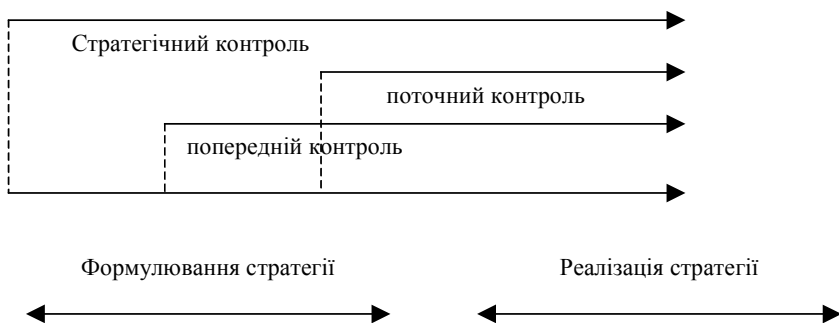 Стратегічний контроль
поточний контроль
попередній контроль
Формулювання стратегії
Реалізація стратегії